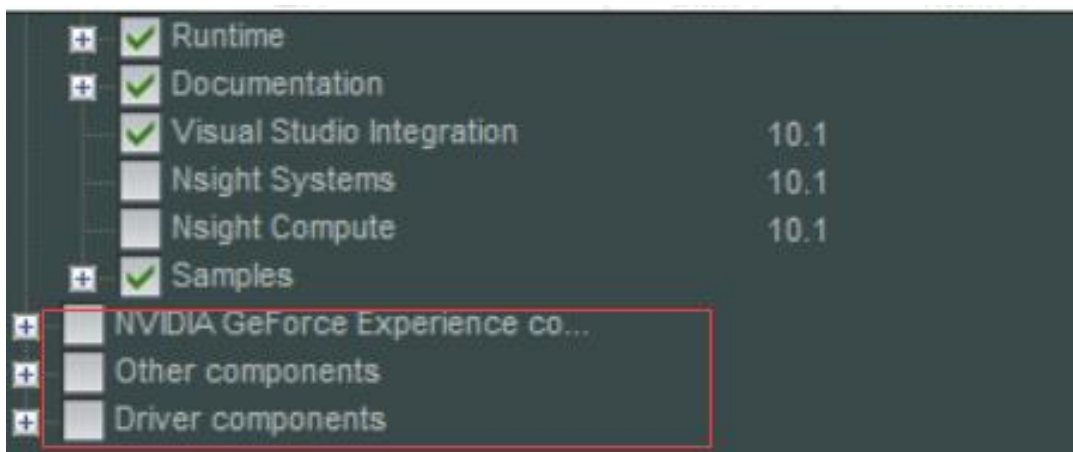 Runtime
Documentation
Visual Studio Integration 10.1
Nsight Systems 10.1
Nsight Compute 10.1
Samples
NVIDIA GeForce Experience co...
Other components
Driver components